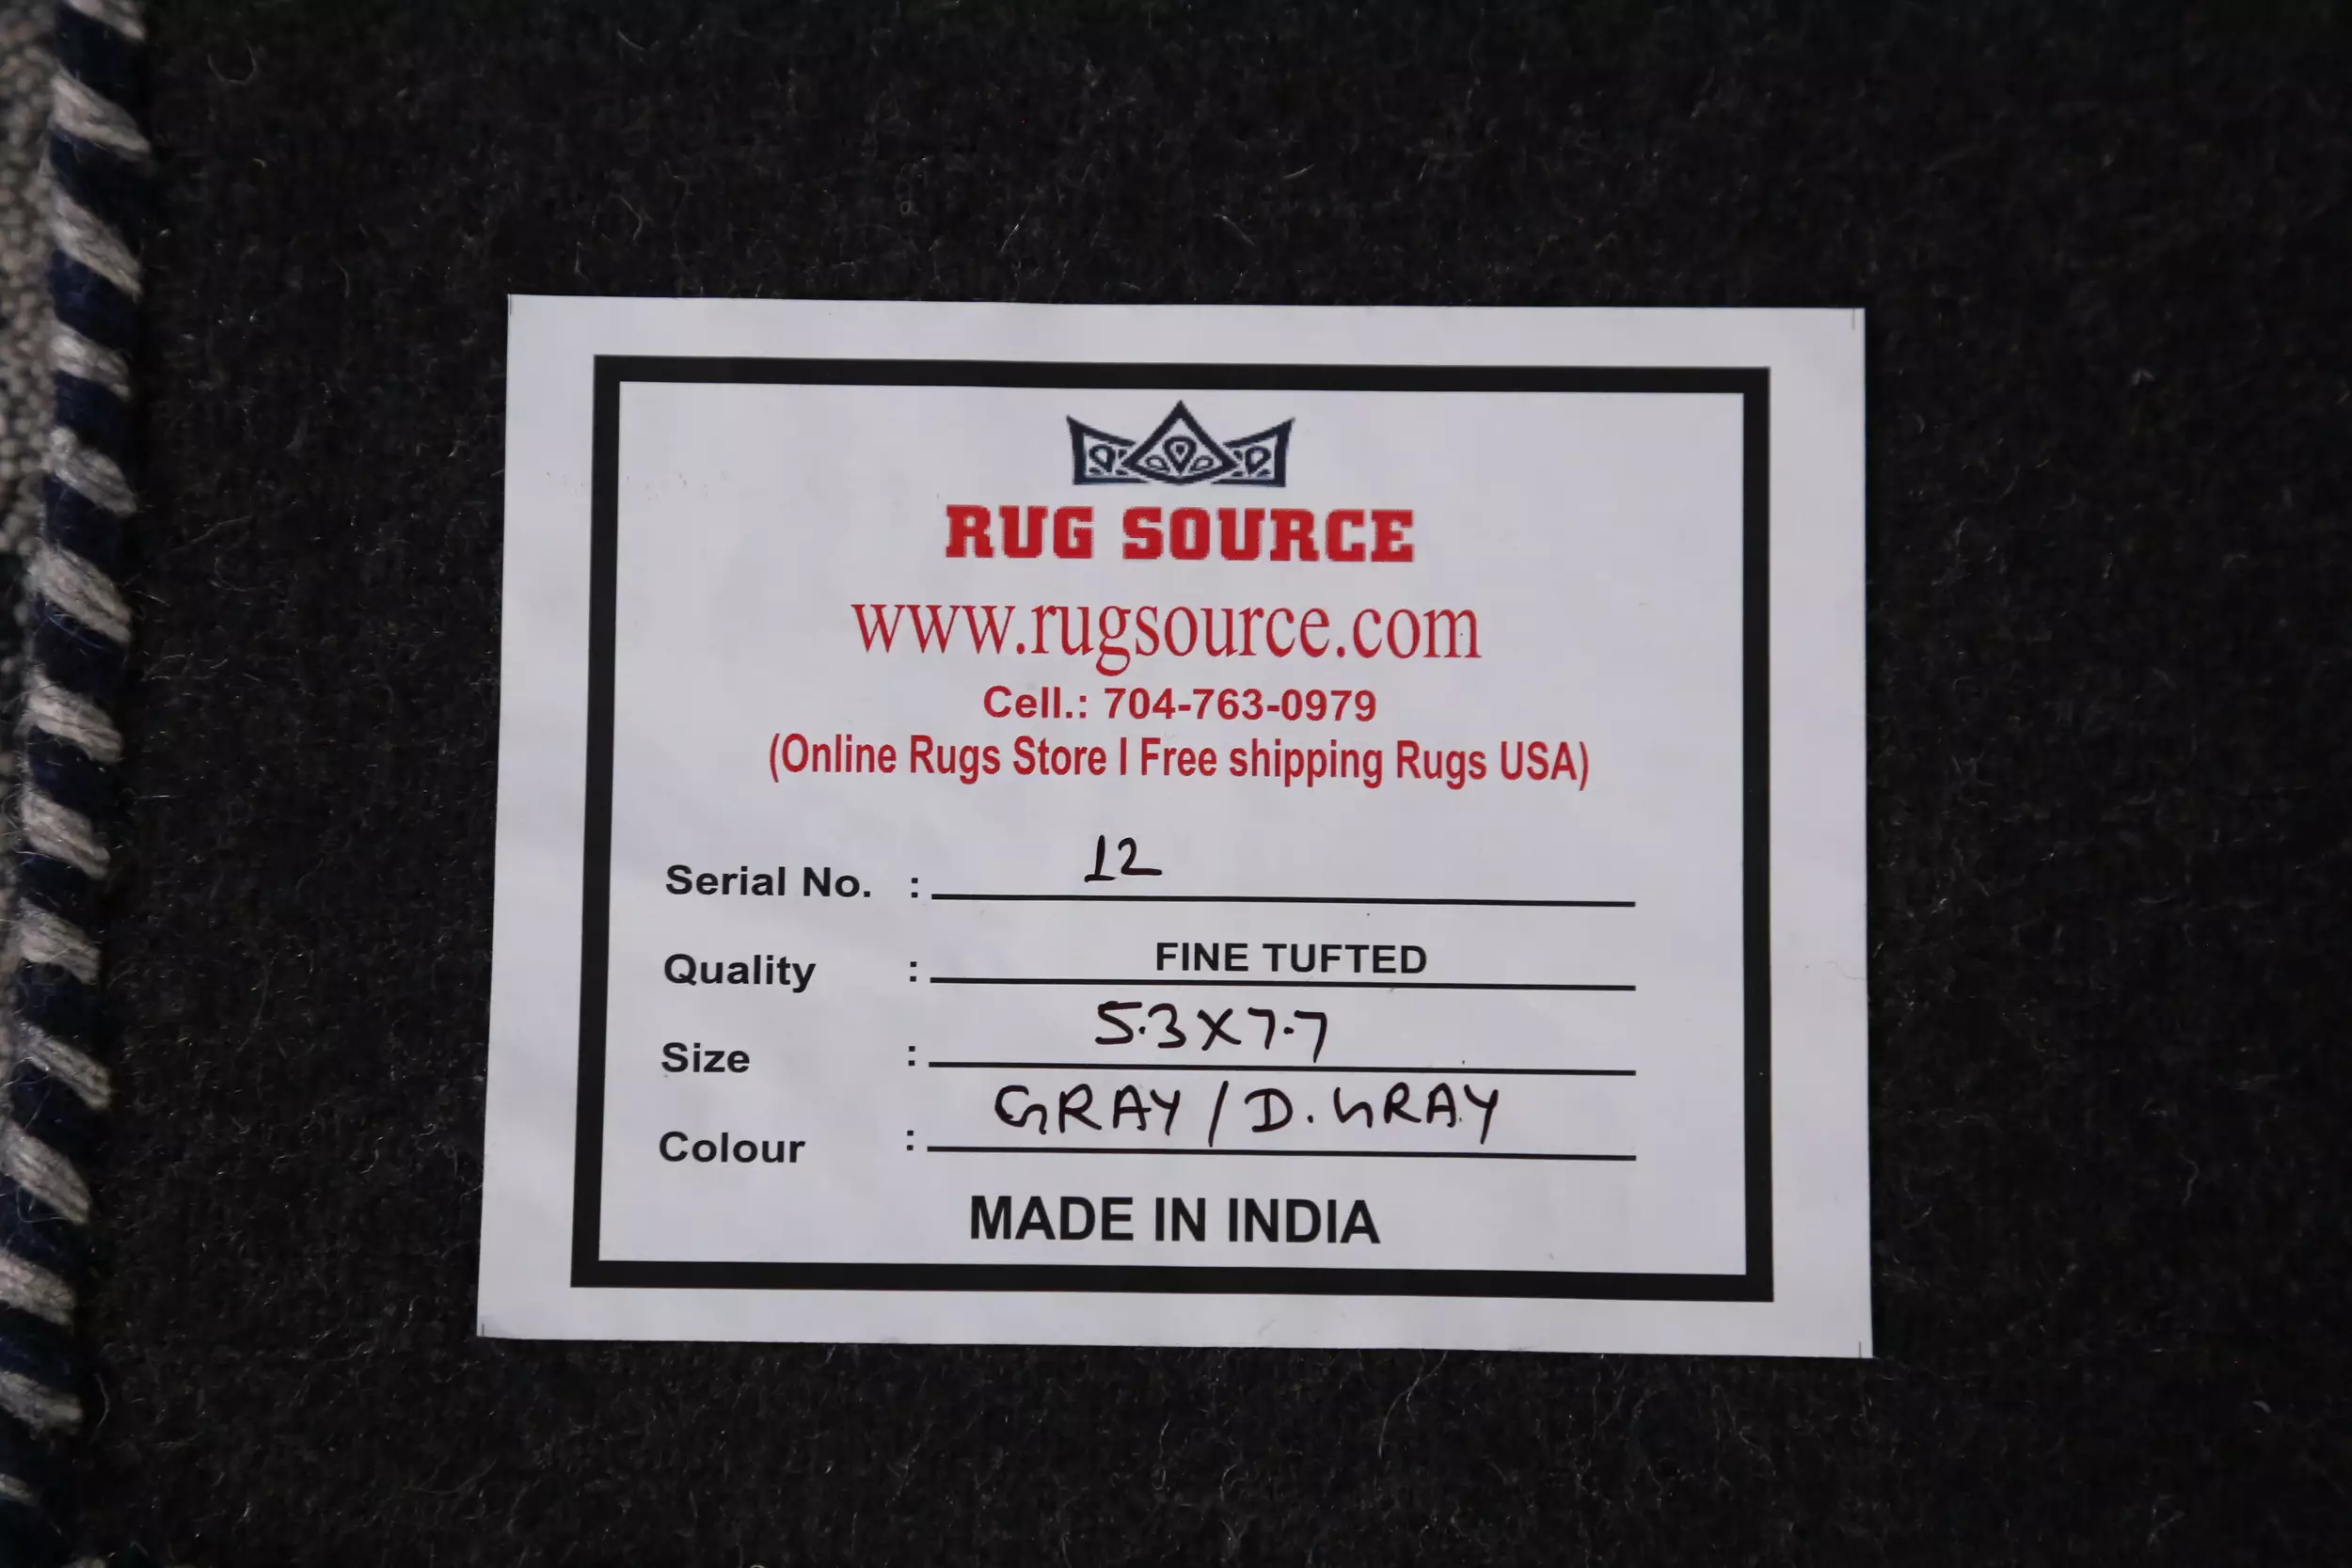 RUG SOURCE
www.rugsource.com
Cell.: 704-763-0979
(Online Rugs Store I Free shipping Rugs USA)
Serial No. : 12
Quality : FINE TUFTED
Size : 5.3X7.7
Colour : GRAY / D. GRAY
MADE IN INDIA